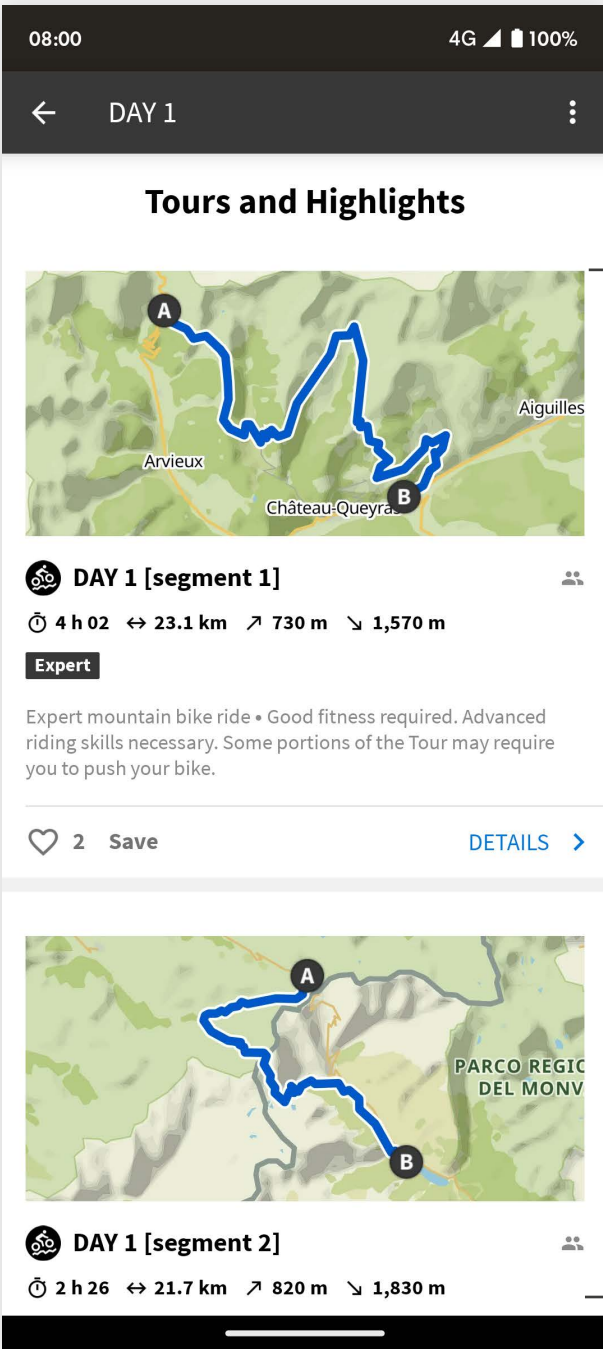 08:00
4G 100%
DAY 1
Tours and Highlights
A
Aiguilles
Arvieux
B
Château-Queyras
DAY 1 [segment 1]
4 h 02 ↔ 23.1 km ↗ 730 m ↘ 1,570 m
Expert
Expert mountain bike ride • Good fitness required. Advanced
riding skills necessary. Some portions of the Tour may require
you to push your bike.
2 Save
DETAILS
A
PARCO REGIO
DEL MONV
B
DAY 1 [segment 2]
2 h 26 ↔ 21.7 km ↗ 820 m ↘ 1,830 m